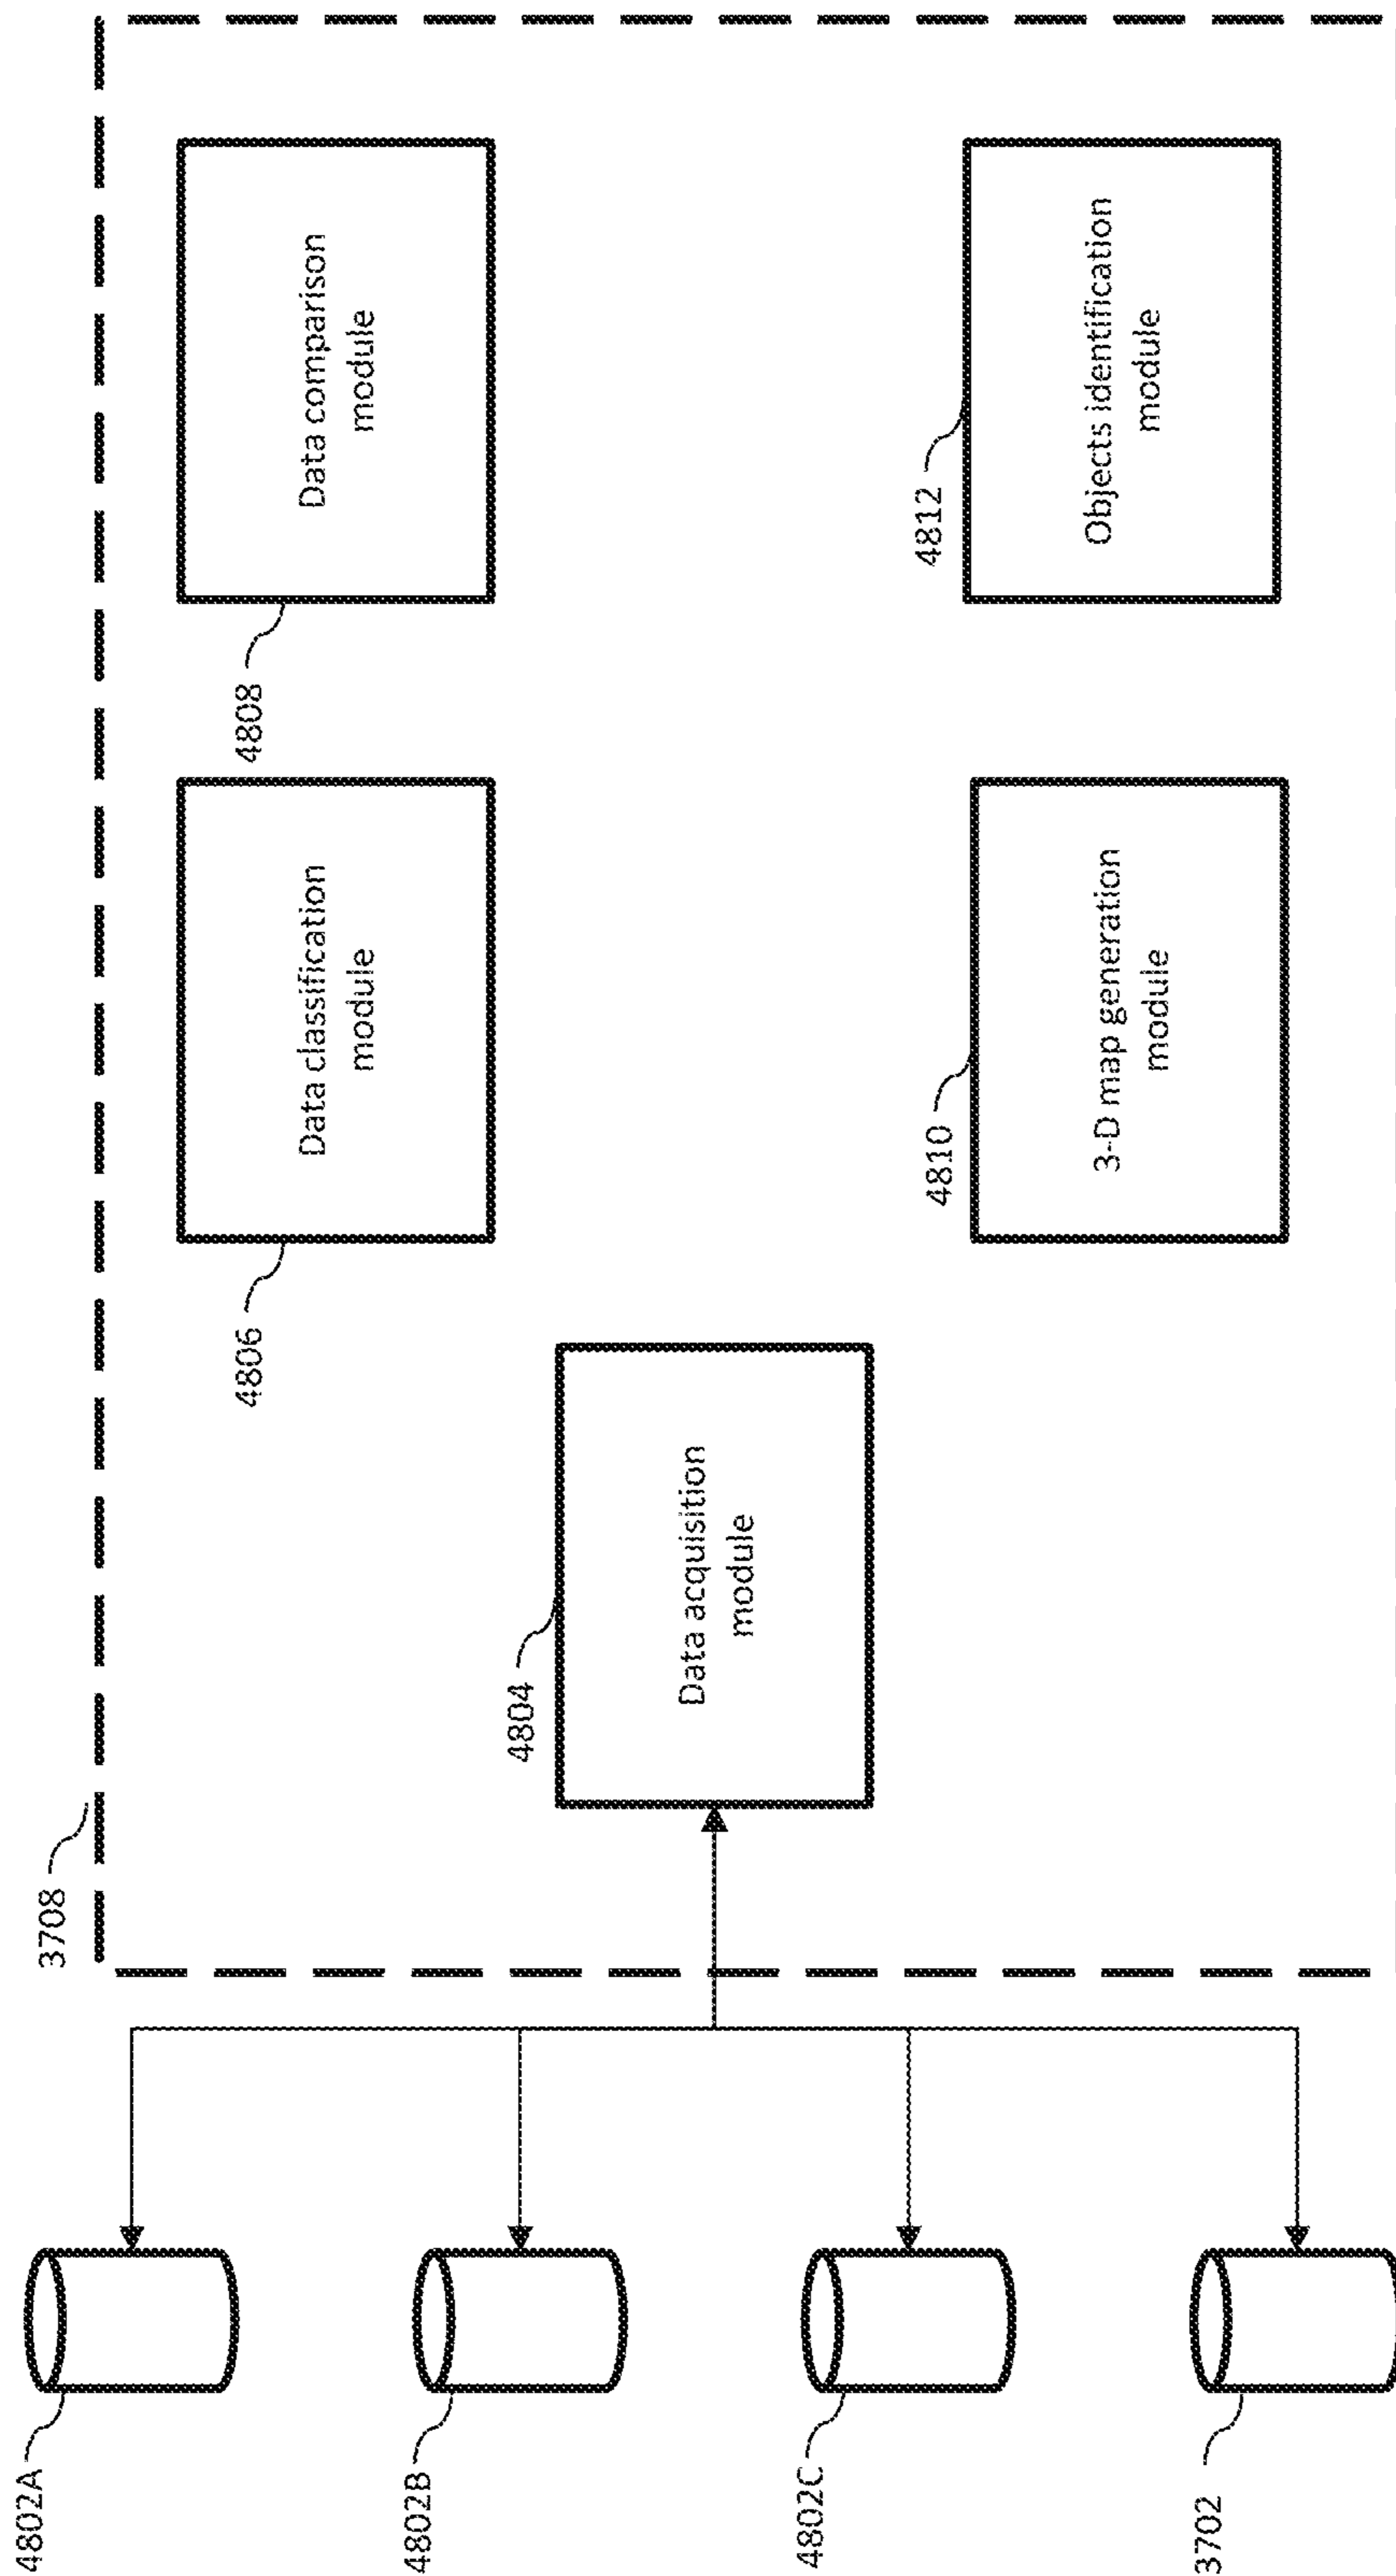 4802A
4802B
4802C
3702
3708
4804
Data acquisition
module
4806
Data classification
module
4808
Data comparison
module
4810
3-D map generation
module
4812
Objects identification
module